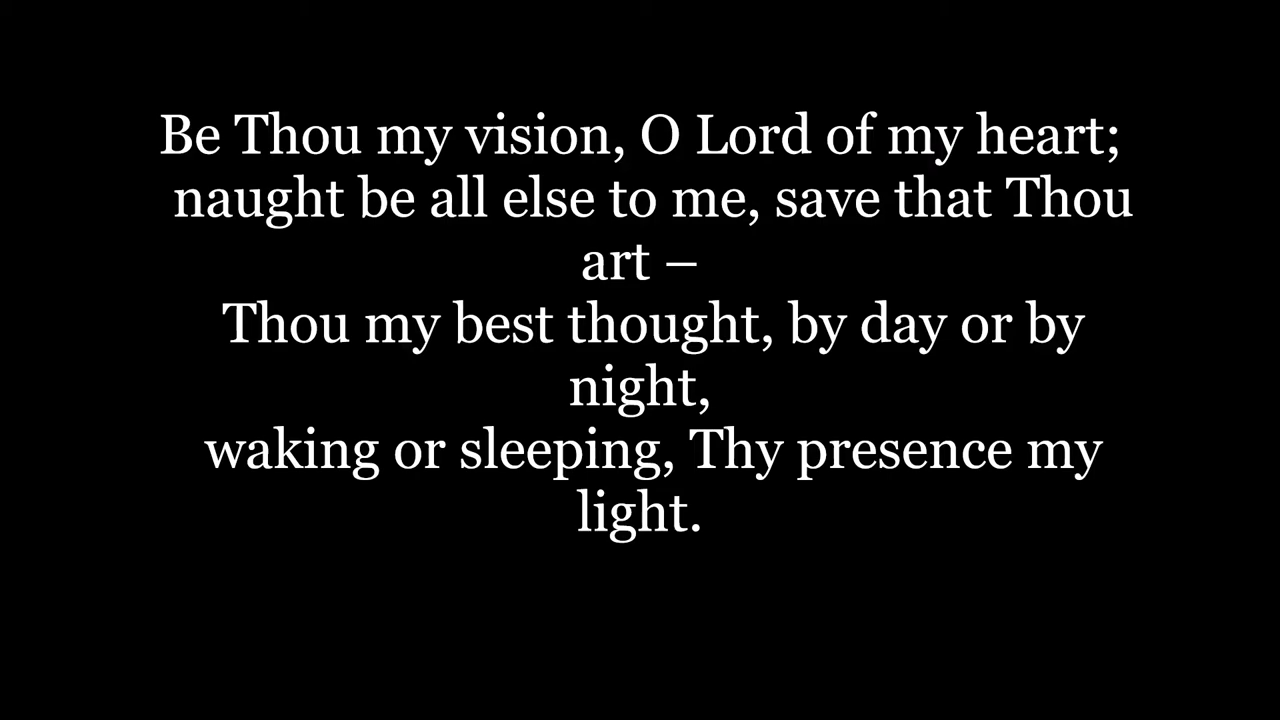 Be Thou my vision, O Lord of my heart;
naught be all else to me, save that Thou
art –
Thou my best thought, by day or by
night,
waking or sleeping, Thy presence my
light.